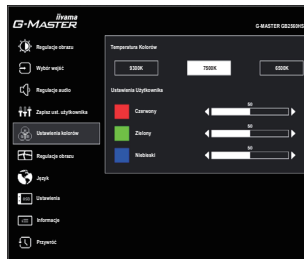 iiyama
G-MASTER
G-MASTER GB2590HS
Regulacje obrazu
Wybór wejść
Regulacje audio
Zapisz ust. użytkownika
Ustawienia kolorów
Regulacje obrazu
Język
Ustawienia
Informacje
Przywróć
Temperatura Kolorów
9300K
7500K
6500K
Ustawienia Użytkownika
Czerwony
50
Zielony
50
Niebieski
50